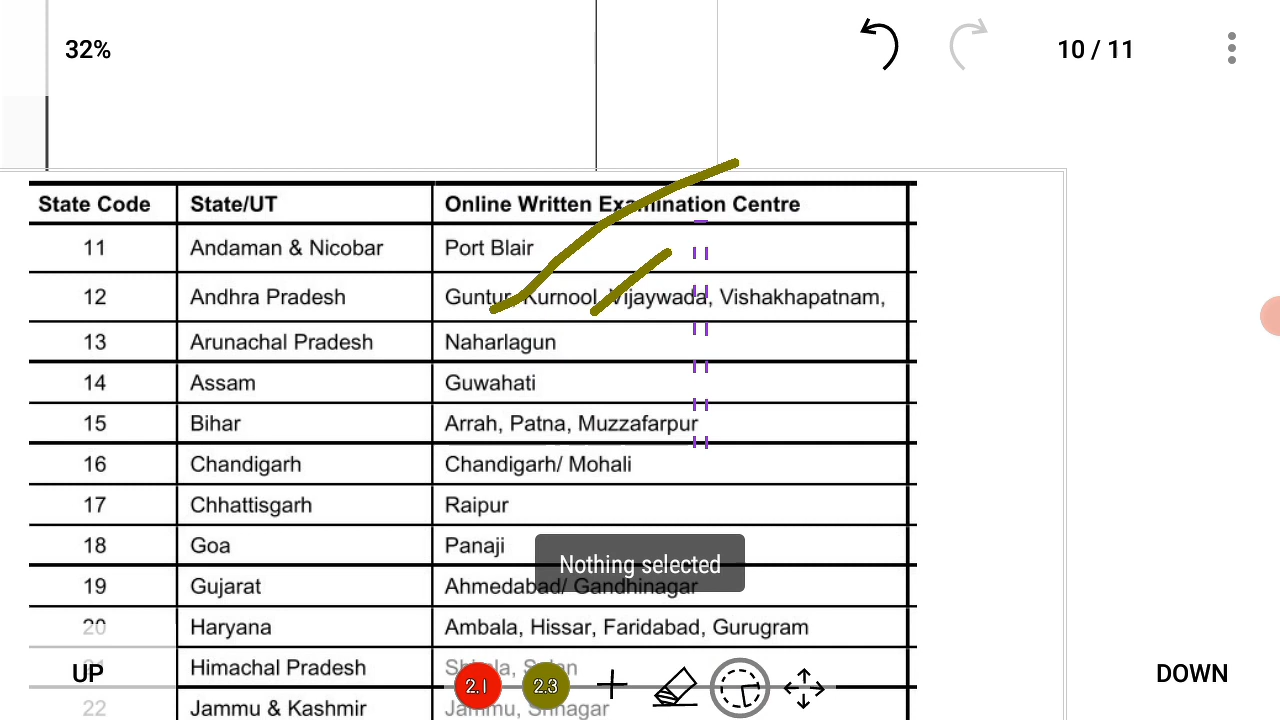 32%
10 / 11
State Code State/UT Online Written Examination Centre
11 Andaman & Nicobar Port Blair
12 Andhra Pradesh Guntur, Kurnool, Vijaywada, Vishakhapatnam,
13 Arunachal Pradesh Naharlagun
14 Assam Guwahati
15 Bihar Arrah, Patna, Muzzafarpur
16 Chandigarh Chandigarh/ Mohali
17 Chhattisgarh Raipur
18 Goa Panaji
Nothing selected
19 Gujarat Ahmedabad/ Gandhinagar
20 Haryana Ambala, Hissar, Faridabad, Gurugram
UP Himachal Pradesh
2.1 2.3
DOWN
22 Jammu & Kashmir Jammu, Srinagar